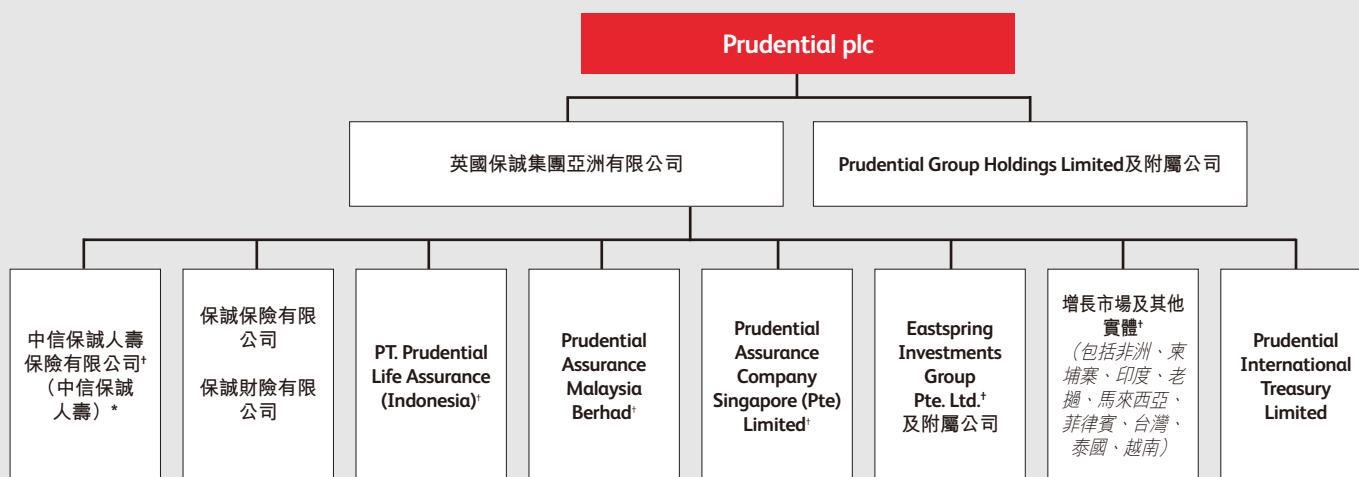 Prudential plc
英國保誠集團亞洲有限公司
Prudential Group Holdings Limited及附屬公司
中信保誠人壽
保險有限公司†
（中信保誠
人壽）*
保誠保險有限
公司
保誠財險有限
公司
PT. Prudential
Life Assurance
(Indonesia)†
Prudential
Assurance
Malaysia
Berhad†
Prudential
Assurance
Company
Singapore (Pte)
Limited†
Eastspring
Investments
Group
Pte. Ltd.†
及附屬公司
增長市場及其他
實體†
（包括非洲、柬
埔寨、印度、老
撾、馬來西亞、
菲律賓、台灣、
泰國、越南）
Prudential
International
Treasury
Limited